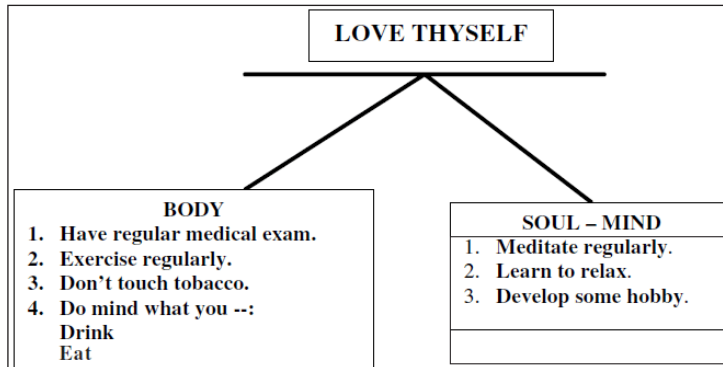 LOVE THYSELF
BODY
1. Have regular medical exam.
2. Exercise regularly.
3. Don't touch tobacco.
4. Do mind what you --:
Drink
Eat
SOUL – MIND
1. Meditate regularly.
2. Learn to relax.
3. Develop some hobby.